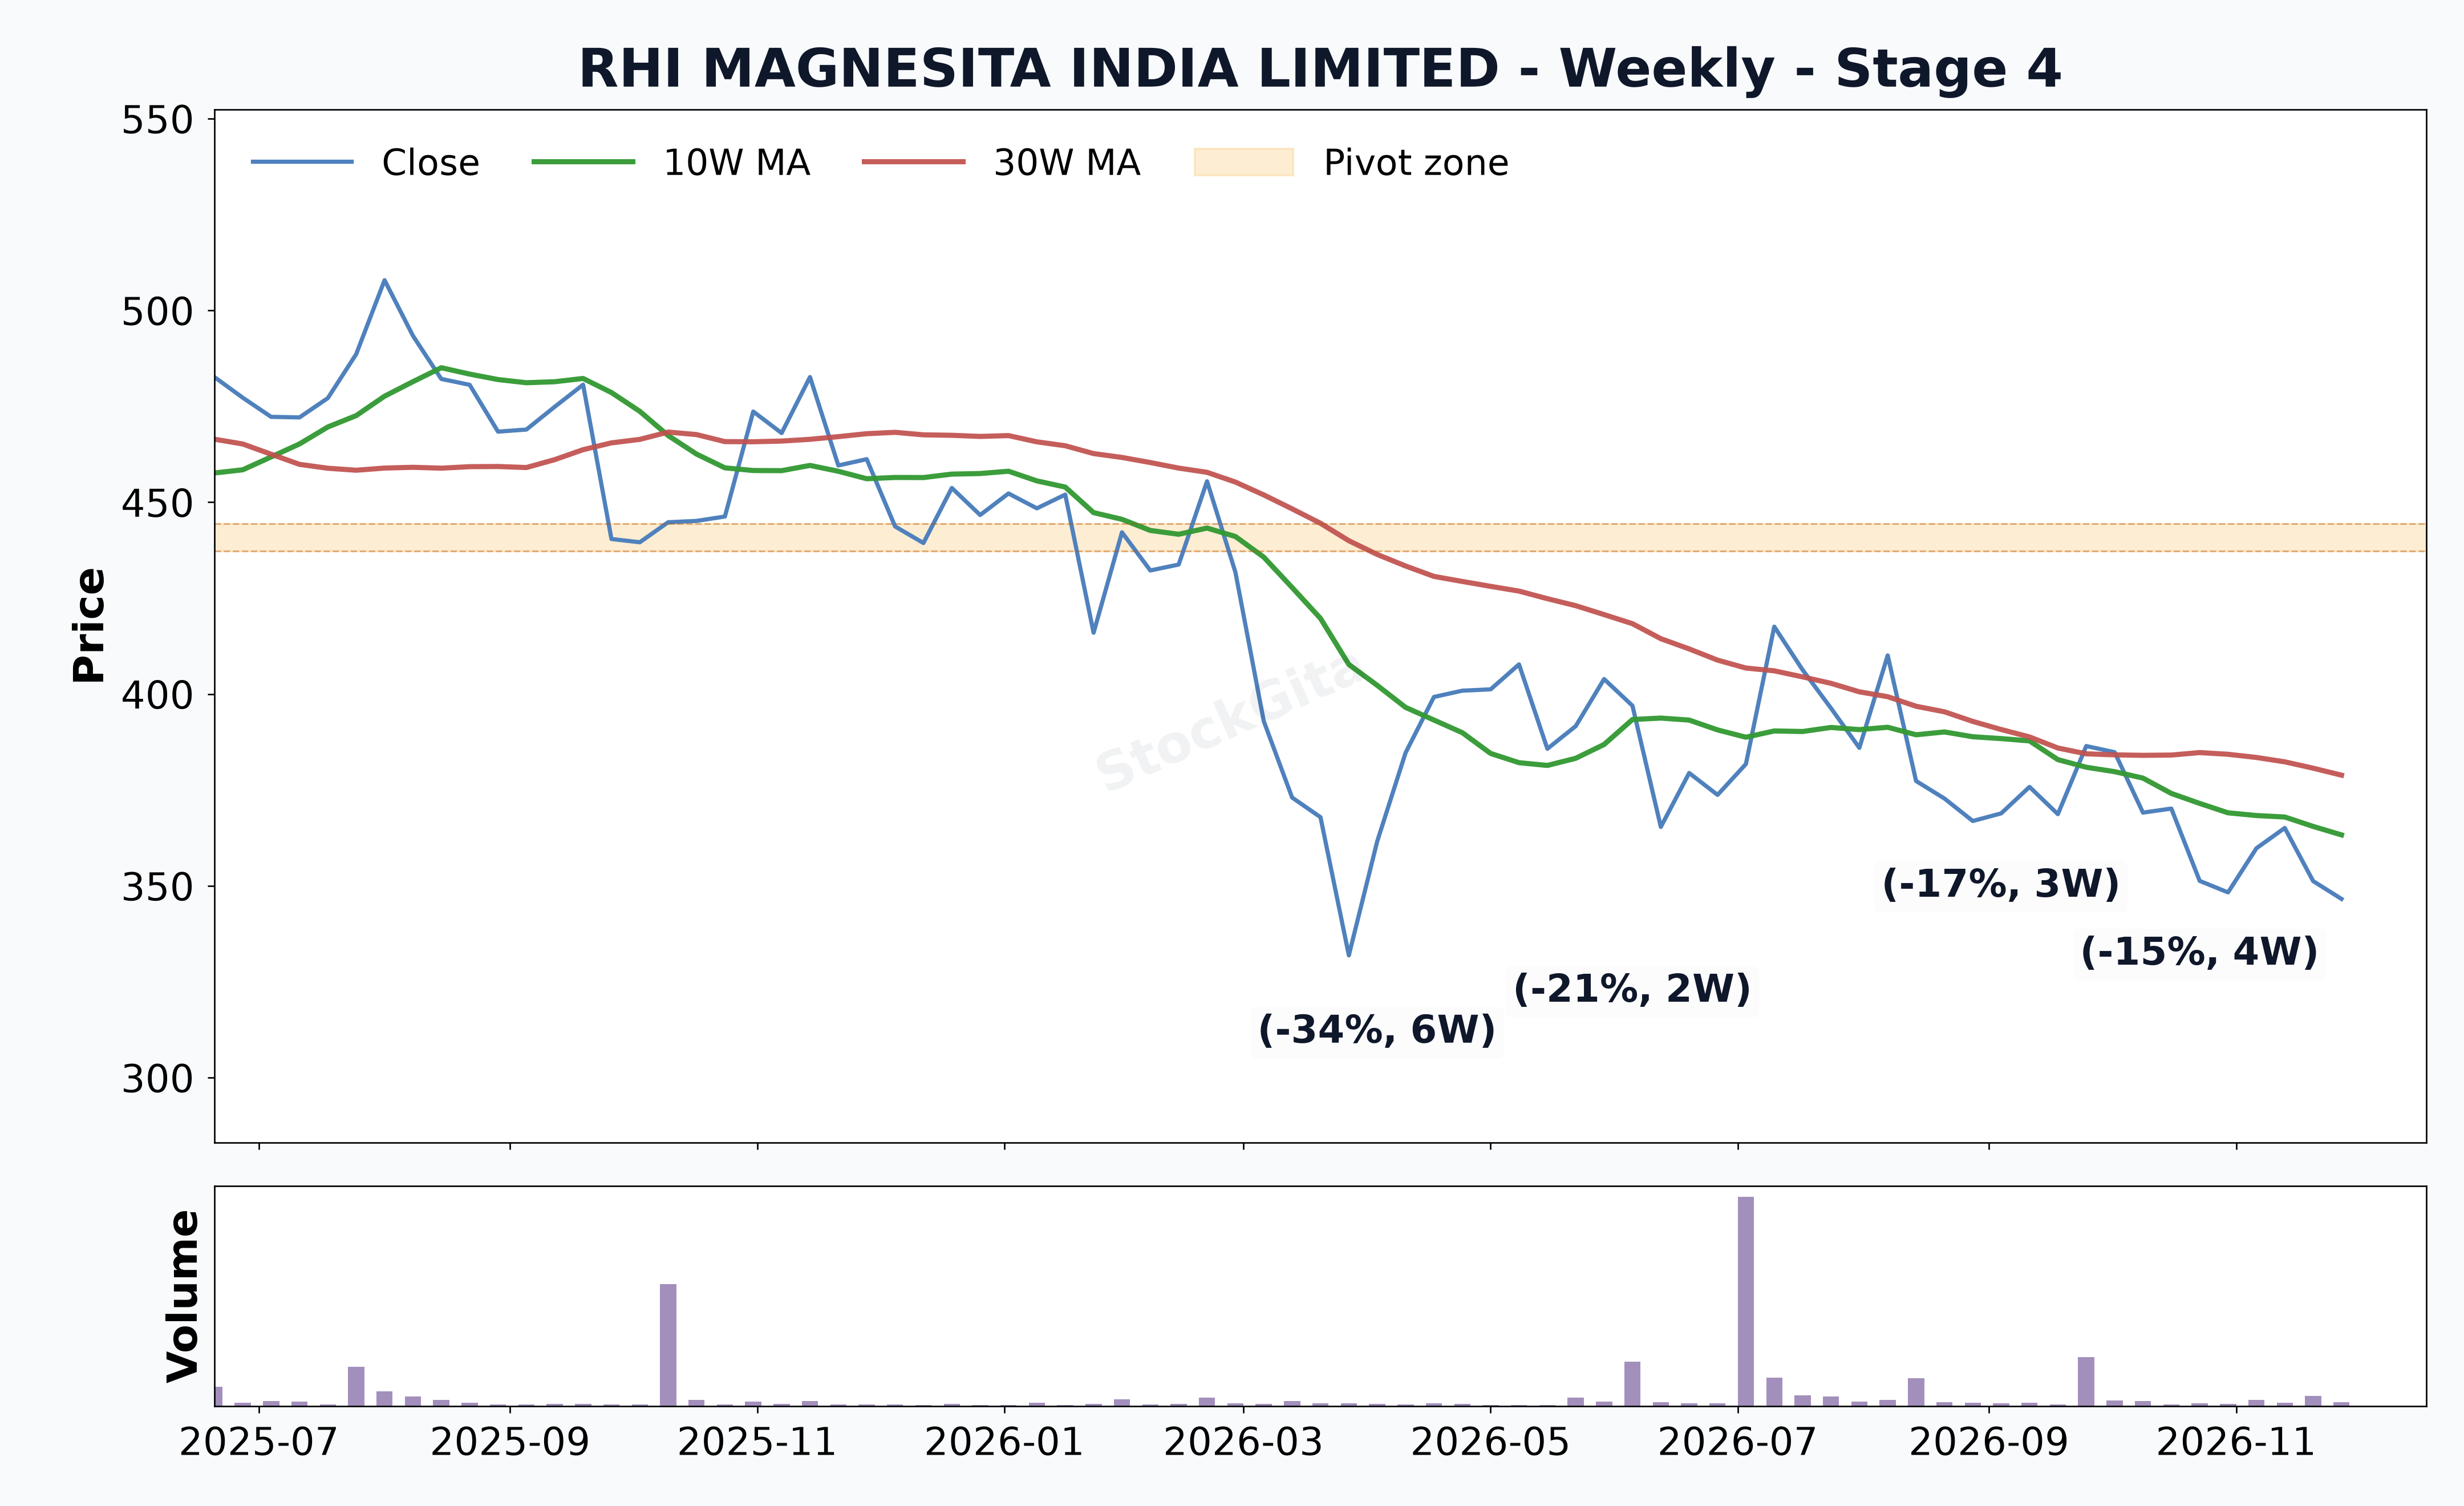 RHI MAGNESITA INDIA LIMITED - Weekly - Stage 4
Close 10W MA 30W MA Pivot zone
Price
550
500
450
400
350
300
StockGita
(-34%, 6W)
(-21%, 2W)
(-17%, 3W)
(-15%, 4W)
Volume
2025-07 2025-09 2025-11 2026-01 2026-03 2026-05 2026-07 2026-09 2026-11